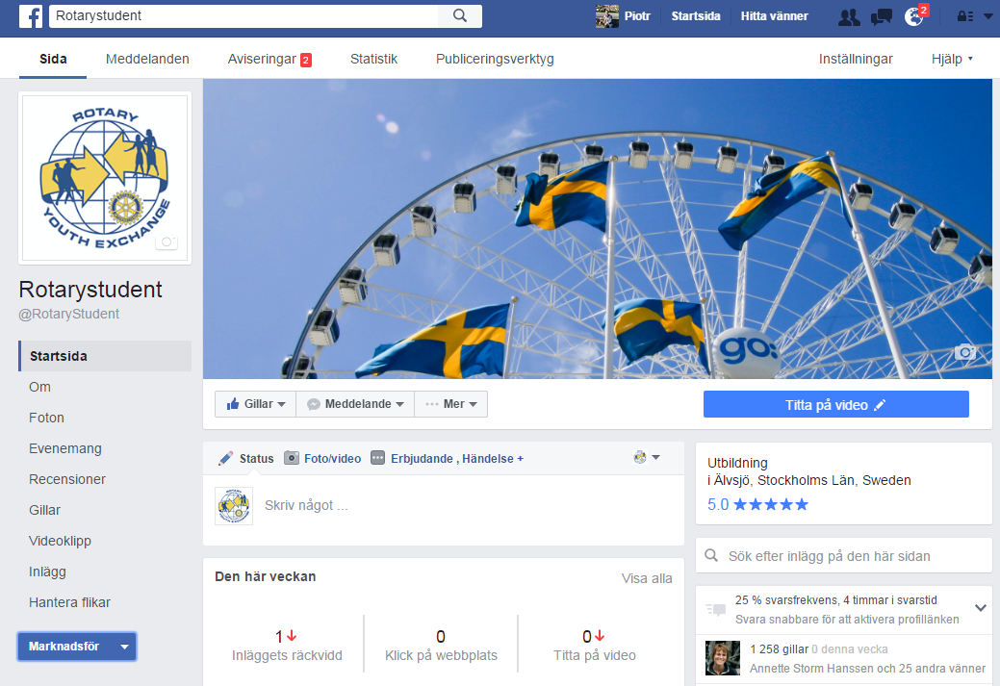 Rotarystudent
Piotr
Startsida
Hitta vänner
2
Sida
Meddelanden
Aviseringar 2
Statistik
Publiceringsverktyg
Inställningar
Hjälp
ROTARY
YOUTH EXCHANGE
go:
Rotarystudent
@RotaryStudent
Startsida
Om
Foton
Evenemang
Recensioner
Gillar
Videoklipp
Inlägg
Hantera flikar
Marknadsför
Gillar
Meddelande
Mer
Titta på video
Status
Foto/video
Erbjudande , Händelse +
Skriv något ...
Den här veckan
Visa alla
1
Inläggets räckvidd
0
Klick på webbplats
0
Titta på video
Utbildning
i Älvsjö, Stockholms Län, Sweden
5.0 ★★★★★
Sök efter inlägg på den här sidan
25 % svarsfrekvens, 4 timmar i svarstid
Svara snabbare för att aktivera profillänken
1 258 gillar 0 denna vecka
Annette Storm Hanssen och 25 andra vänner